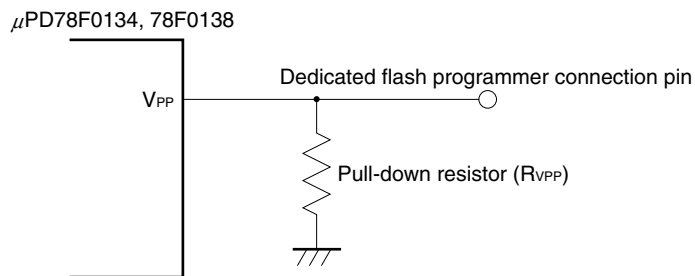 μPD78F0134, 78F0138
Dedicated flash programmer connection pin
VPP
Pull-down resistor (RVPP)